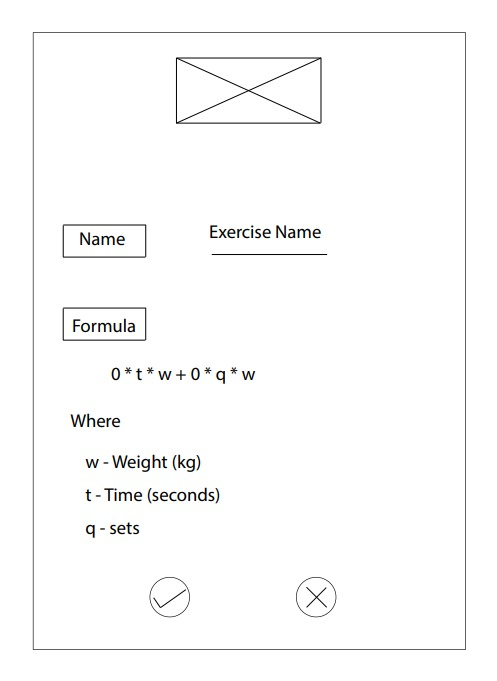 Name
Exercise Name
Formula
0 * t * w + 0 * q * w
Where
w - Weight (kg)
t - Time (seconds)
q - sets